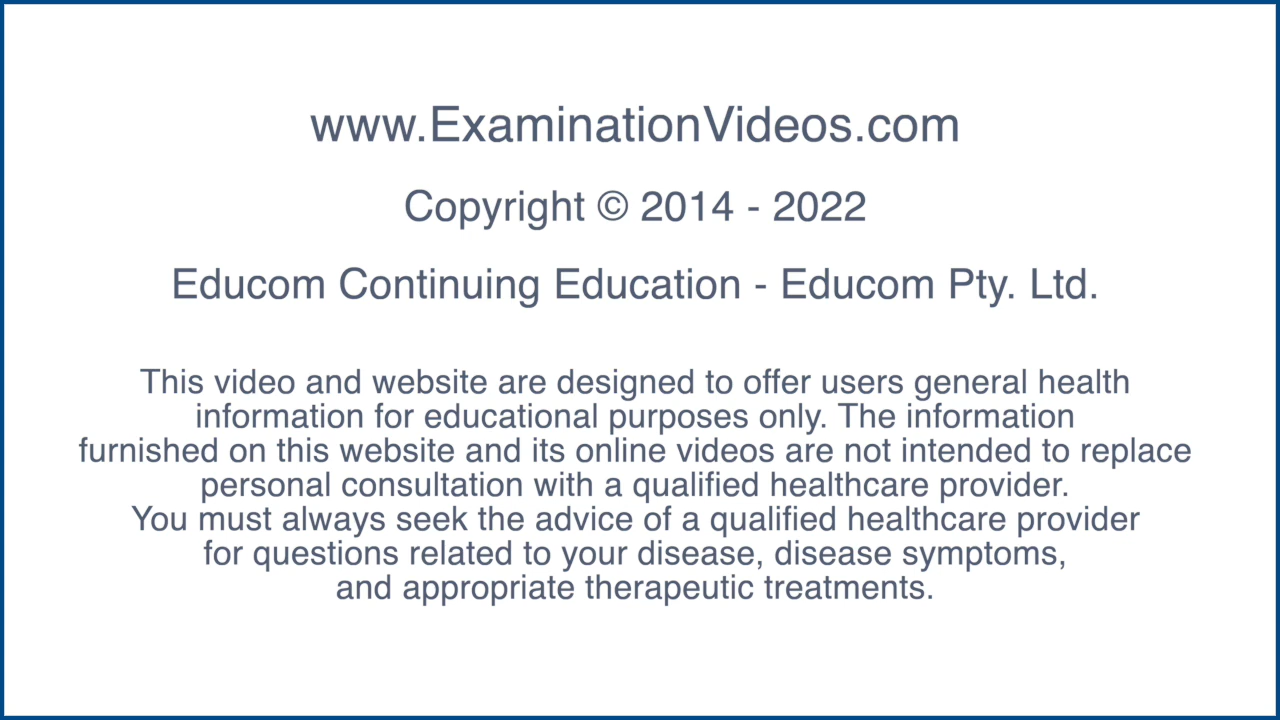 www.ExaminationVideos.com
Copyright © 2014 - 2022
Educom Continuing Education - Educom Pty. Ltd.
This video and website are designed to offer users general health
information for educational purposes only. The information
furnished on this website and its online videos are not intended to replace
personal consultation with a qualified healthcare provider.
You must always seek the advice of a qualified healthcare provider
for questions related to your disease, disease symptoms,
and appropriate therapeutic treatments.